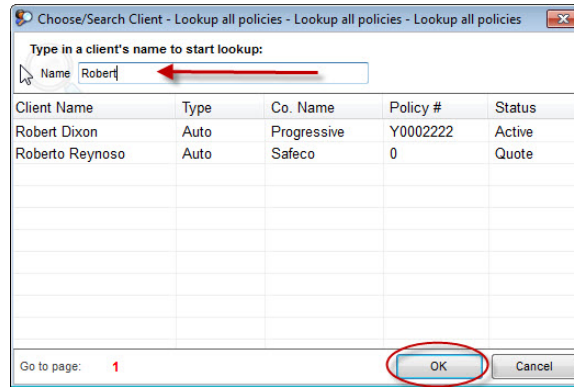 Choose/Search Client - Lookup all policies - Lookup all policies - Lookup all policies
Type in a client's name to start lookup:
Name Robert
Client Name Type Co. Name Policy # Status
Robert Dixon Auto Progressive Y0002222 Active
Roberto Reynoso Auto Safeco 0 Quote
Go to page: 1 OK Cancel